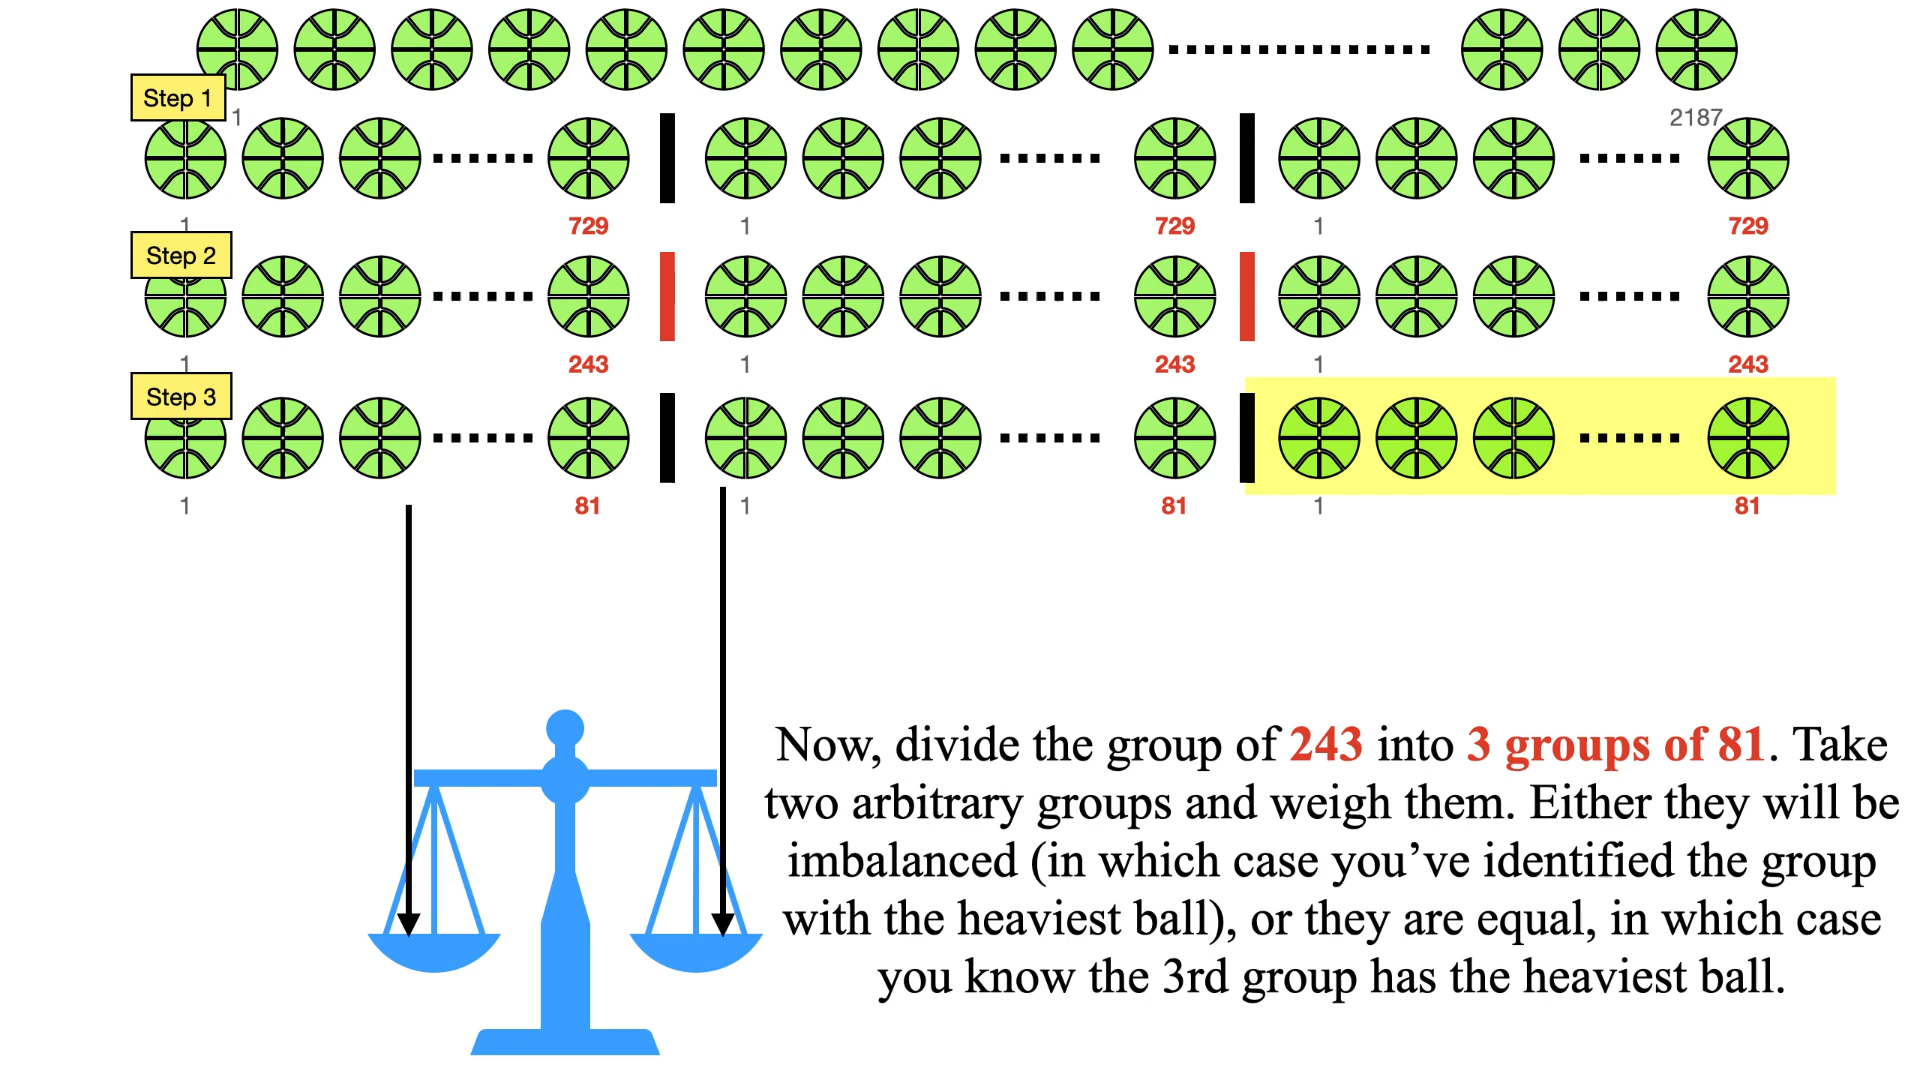 Step 1
1
2187
1 729 1 729 1 729
Step 2
1 243 1 243 1 243
Step 3
1 81 1 81 1 81
Now, divide the group of 243 into 3 groups of 81. Take
two arbitrary groups and weigh them. Either they will be
imbalanced (in which case you’ve identified the group
with the heaviest ball), or they are equal, in which case
you know the 3rd group has the heaviest ball.